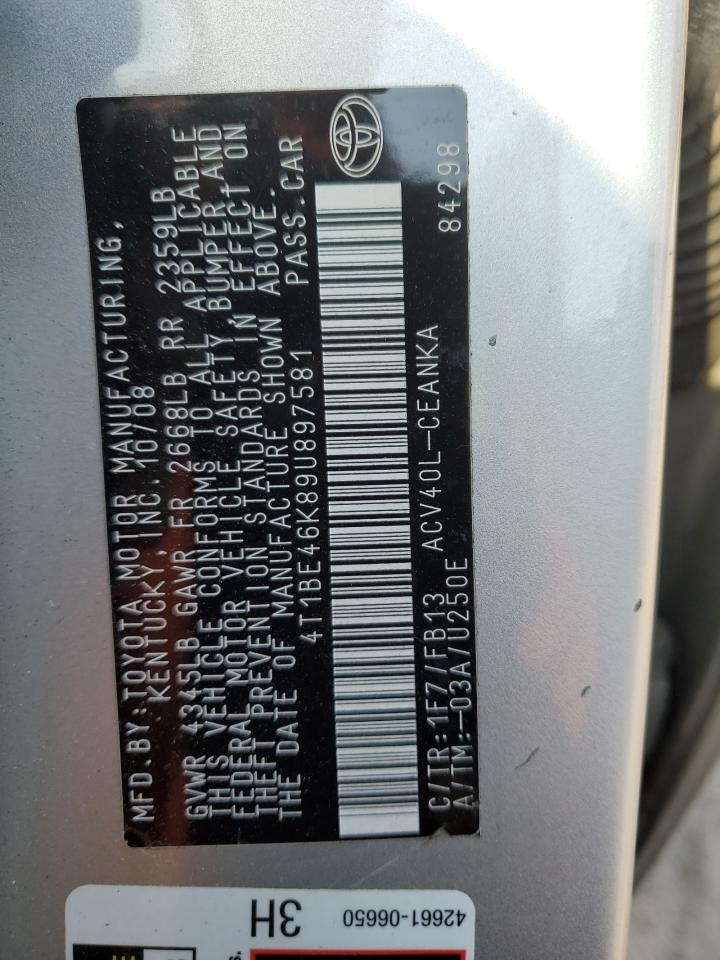 MFD.BY:TOYOTA MOTOR MANUFACTURING,
KENTUCKY, INC. 10/08
GVWR 4345LB GAWR FR 2668LB RR 2359LB
THIS VEHICLE CONFORMS TO ALL APPLICABLE
FEDERAL MOTOR VEHICLE SAFETY, BUMPER AND
THEFT PREVENTION STANDARDS IN EFFECT ON
THE DATE OF MANUFACTURE SHOWN ABOVE.
4T1BE46K89U897581 PASS.CAR
C/TR:1F7/FB13 ACV40L-CEANKA 84298
A/TM:-03A/U250E
42661-06650
3H